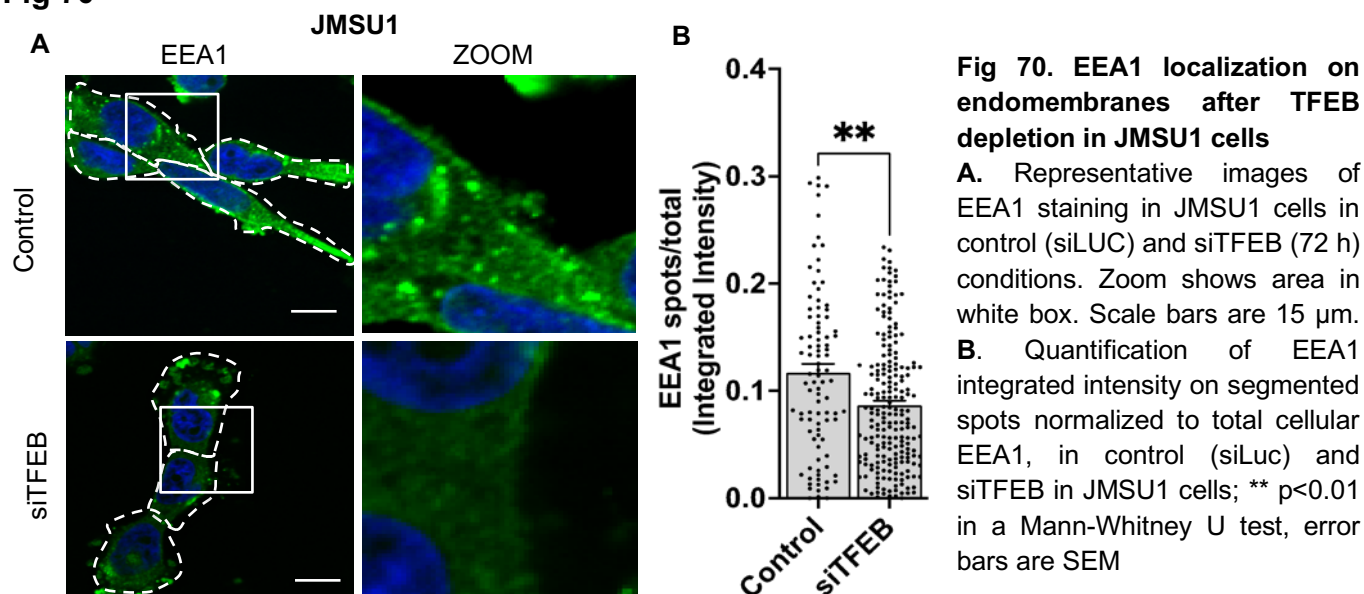 JMSU1
A
EEA1
ZOOM
Control
siTFEB
B
EEA1 spots/total
(Integrated Intensity)
0.4
0.3
0.2
0.1
0.0
**
Control
siTFEB
Fig 70. EEA1 localization on
endomembranes after TFEB
depletion in JMSU1 cells
A. Representative images of
EEA1 staining in JMSU1 cells in
control (siLUC) and siTFEB (72 h)
conditions. Zoom shows area in
white box. Scale bars are 15 μm.
B. Quantification of EEA1
integrated intensity on segmented
spots normalized to total cellular
EEA1, in control (siLuc) and
siTFEB in JMSU1 cells; ** p<0.01
in a Mann-Whitney U test, error
bars are SEM